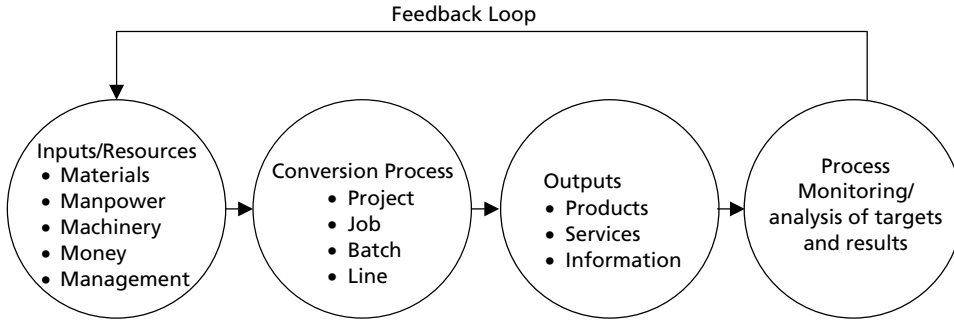 Feedback Loop
Inputs/Resources
• Materials
• Manpower
• Machinery
• Money
• Management
Conversion Process
• Project
• Job
• Batch
• Line
Outputs
• Products
• Services
• Information
Process
Monitoring/
analysis of targets
and results